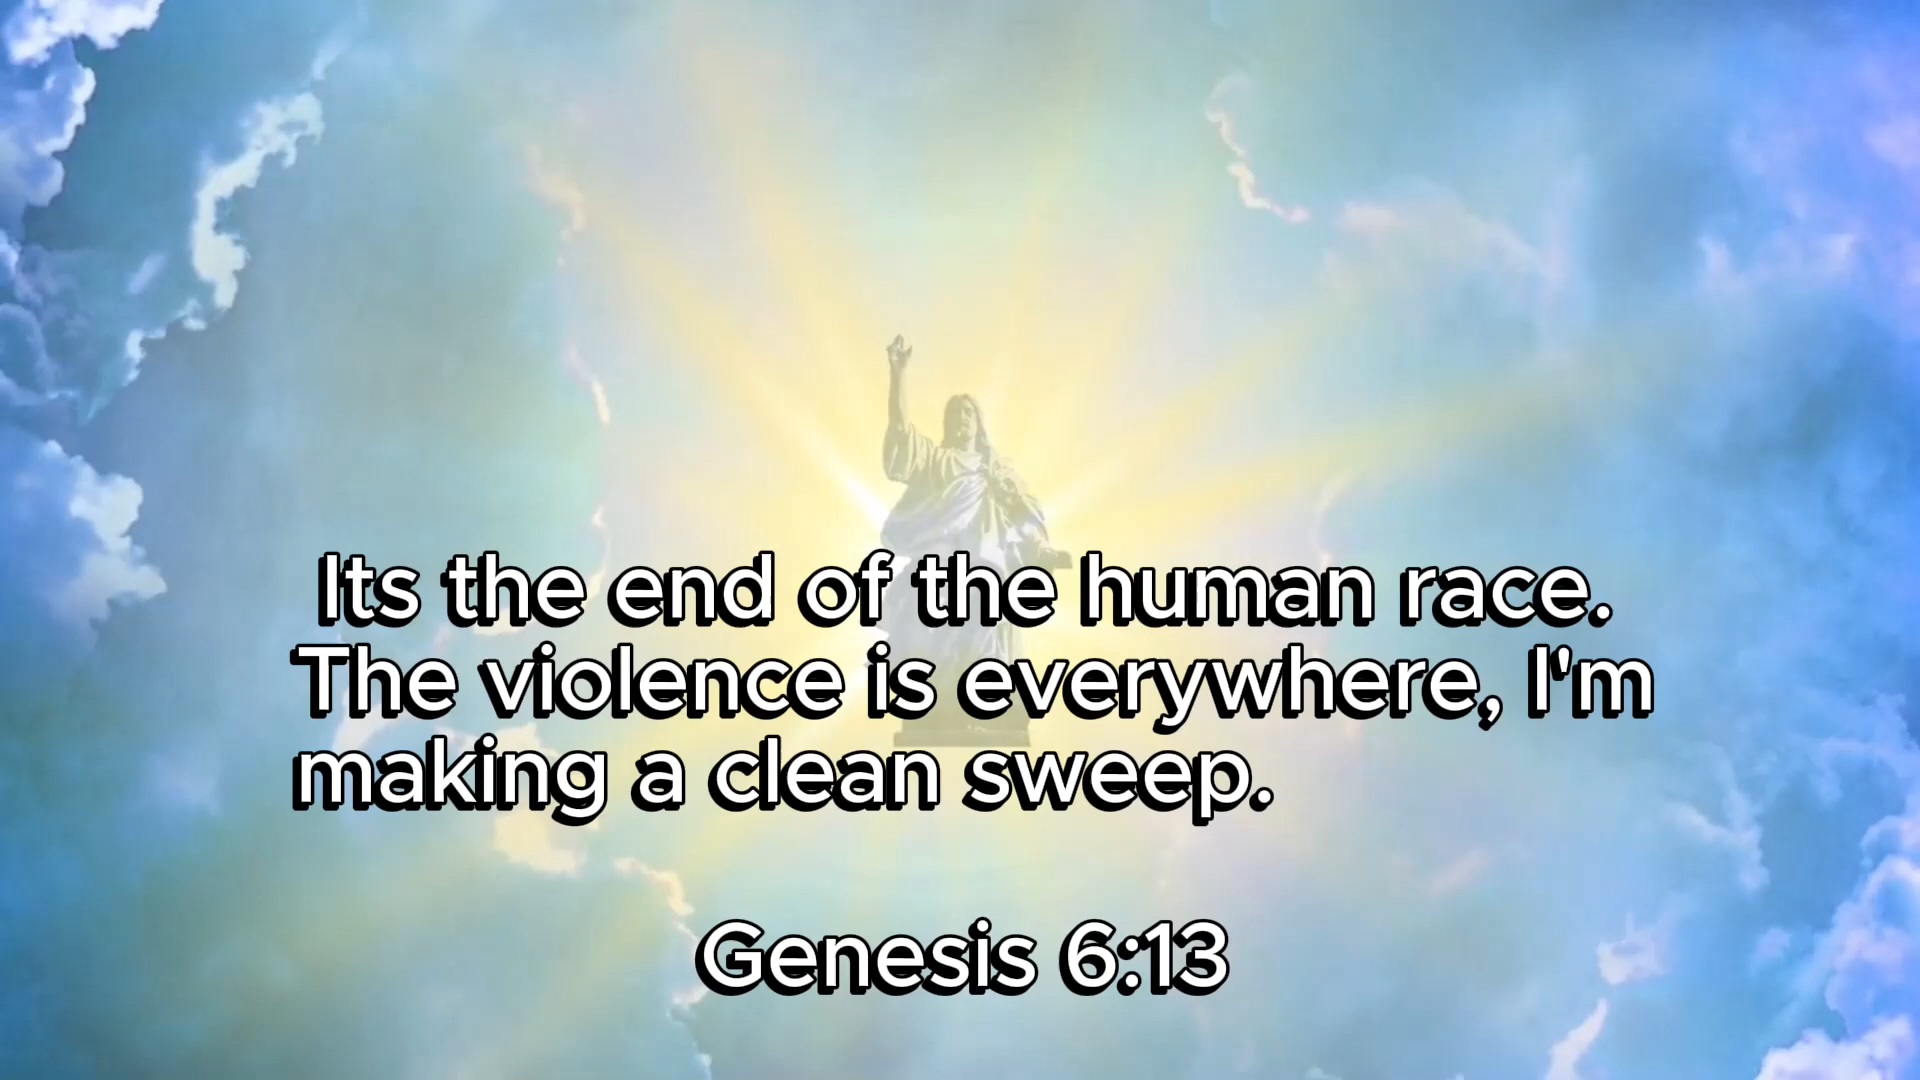 Its the end of the human race.
The violence is everywhere, I'm
making a clean sweep.
Genesis 6:13